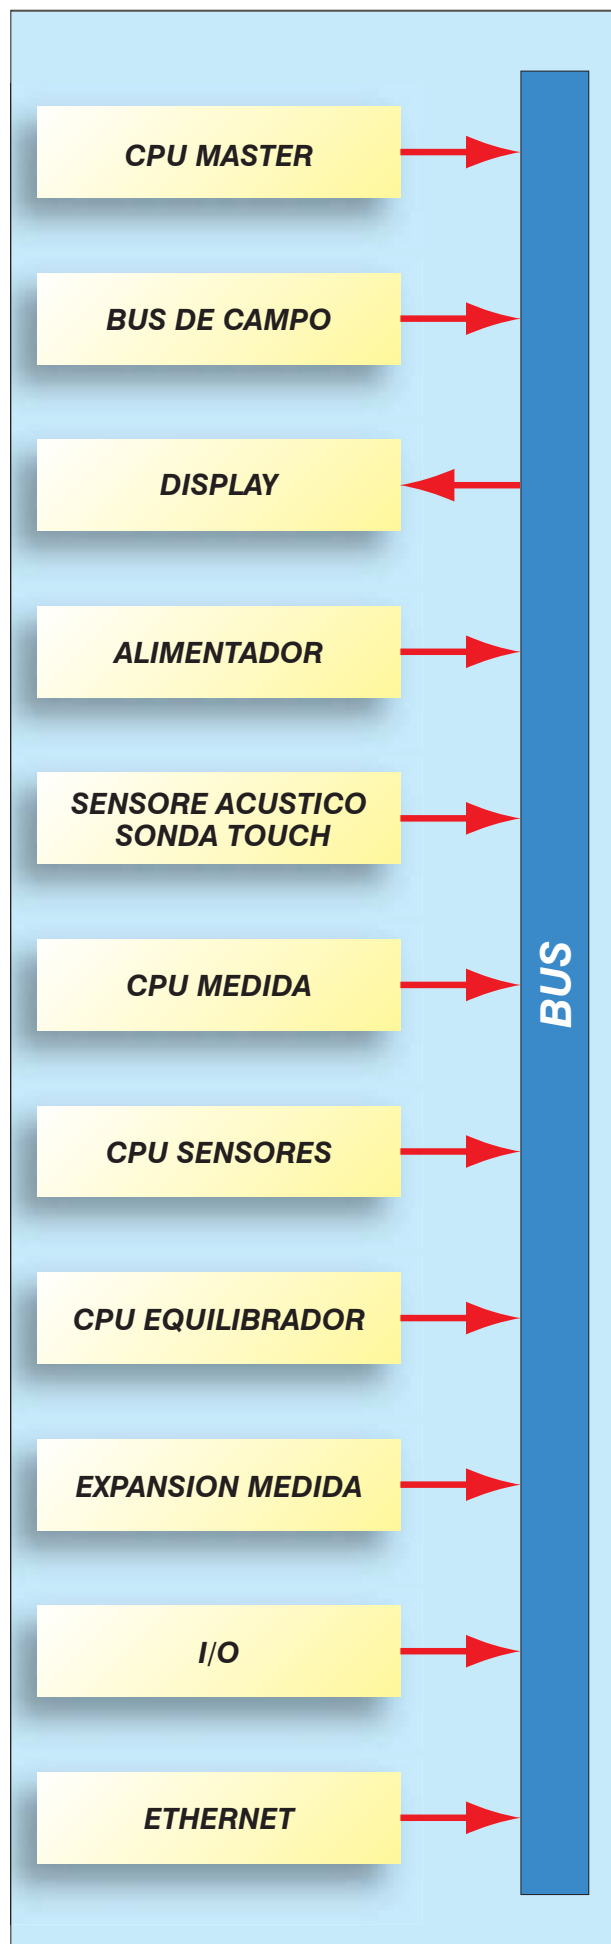 CPU MASTER
BUS DE CAMPO
DISPLAY
ALIMENTADOR
SENSORE ACUSTICO
SONDA TOUCH
CPU MEDIDA
CPU SENSORES
CPU EQUILIBRADOR
EXPANSION MEDIDA
I/O
ETHERNET
BUS